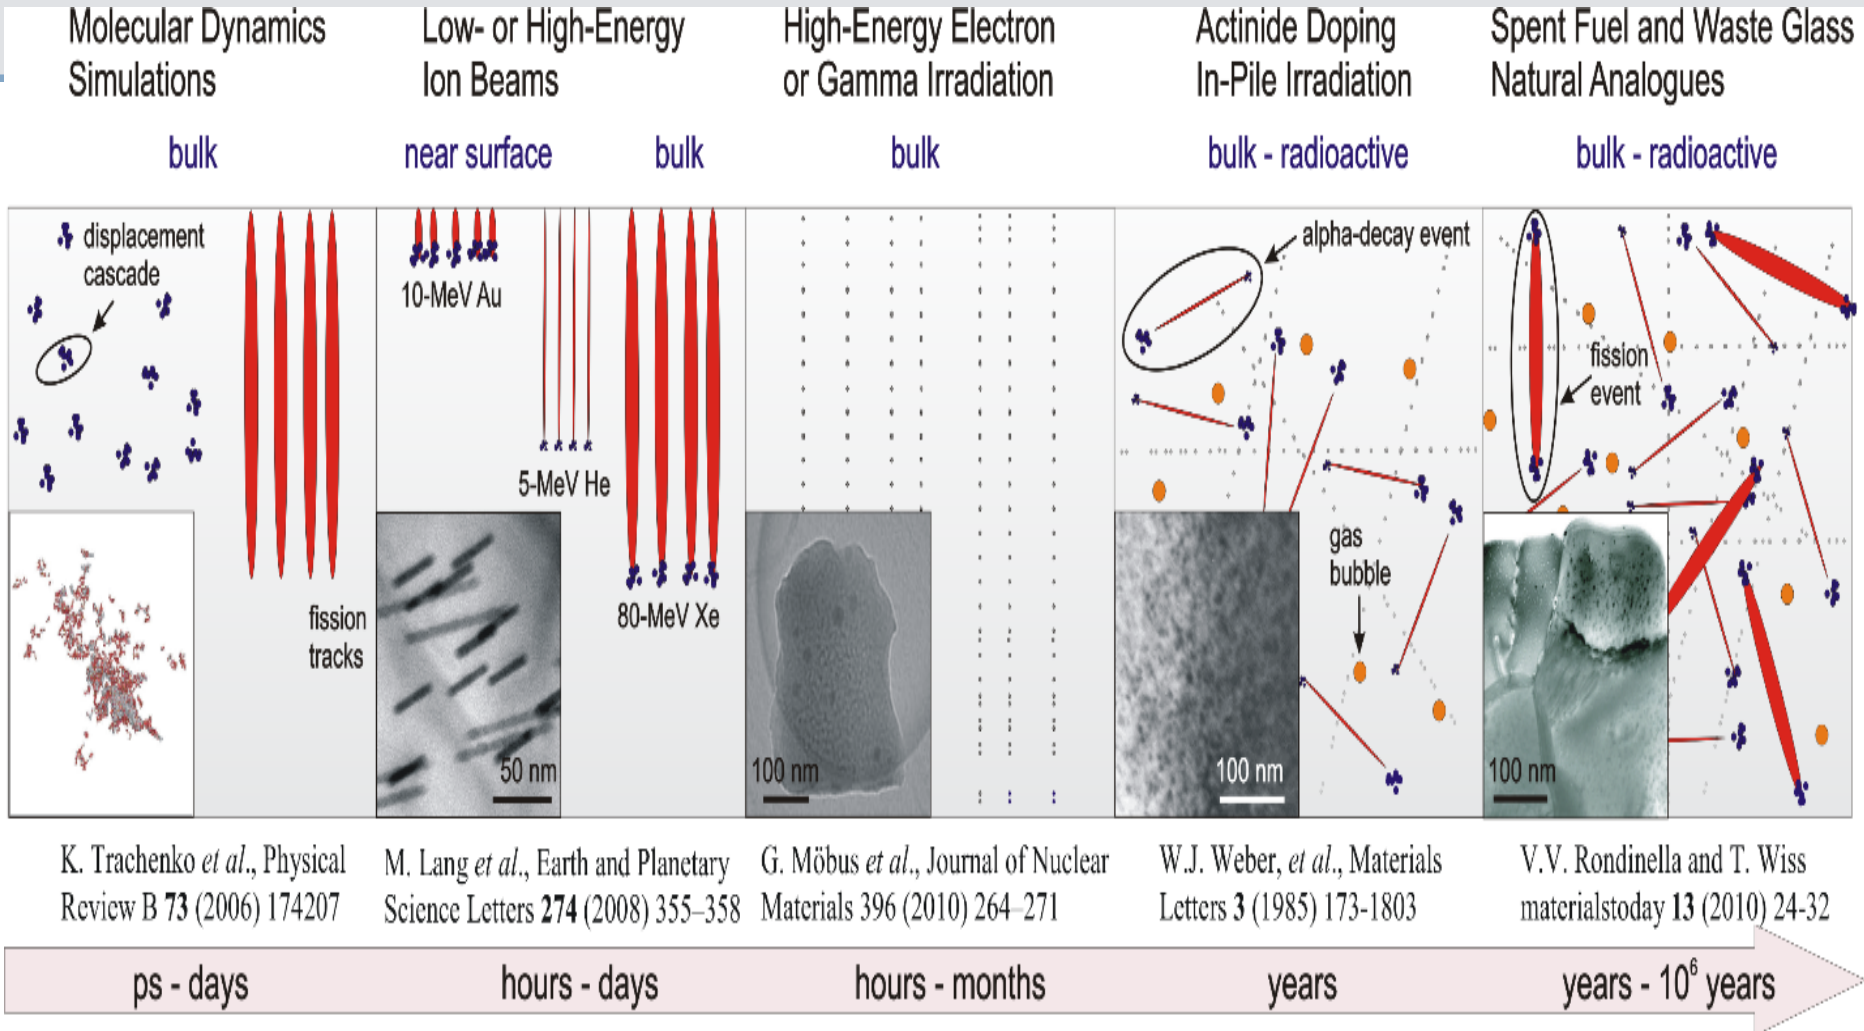 Molecular Dynamics
Simulations
Low- or High-Energy
Ion Beams
High-Energy Electron
or Gamma Irradiation
Actinide Doping
In-Pile Irradiation
Spent Fuel and Waste Glass
Natural Analogues
bulk
near surface
bulk
bulk
bulk - radioactive
bulk - radioactive
displacement
cascade
fission
tracks
10-MeV Au
5-MeV He
80-MeV Xe
50 nm
100 nm
alpha-decay event
gas
bubble
100 nm
fission
event
100 nm
K. Trachenko et al., Physical
Review B 73 (2006) 174207
M. Lang et al., Earth and Planetary
Science Letters 274 (2008) 355–358
G. Möbus et al., Journal of Nuclear
Materials 396 (2010) 264–271
W.J. Weber, et al., Materials
Letters 3 (1985) 173-1803
V.V. Rondinella and T. Wiss
materialstoday 13 (2010) 24-32
ps - days
hours - days
hours - months
years
years - 10⁶ years